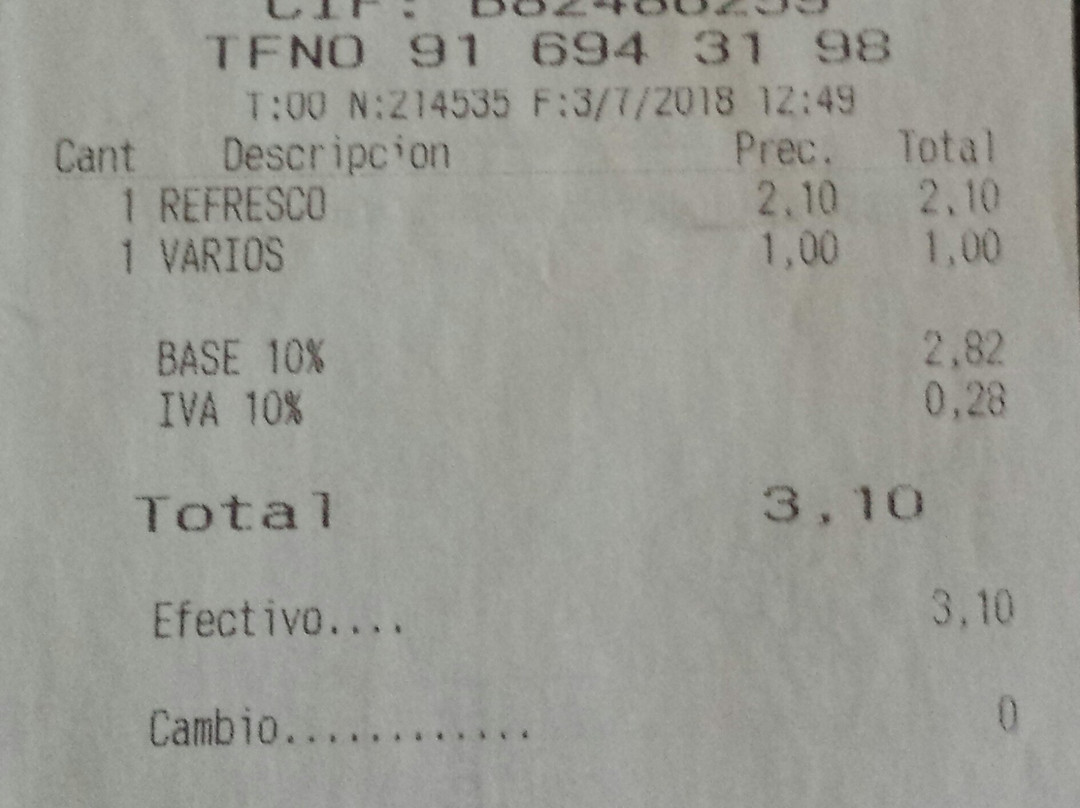 TFNO 91 694 31 98
T:00 N:214535 F:3/7/2018 12:49
Cant Descripcion Prec. Total
1 REFRESCO 2,10 2,10
1 VARIOS 1,00 1,00
BASE 10% 2,82
IVA 10% 0,28
Total 3,10
Efectivo.... 3,10
Cambio............ 0